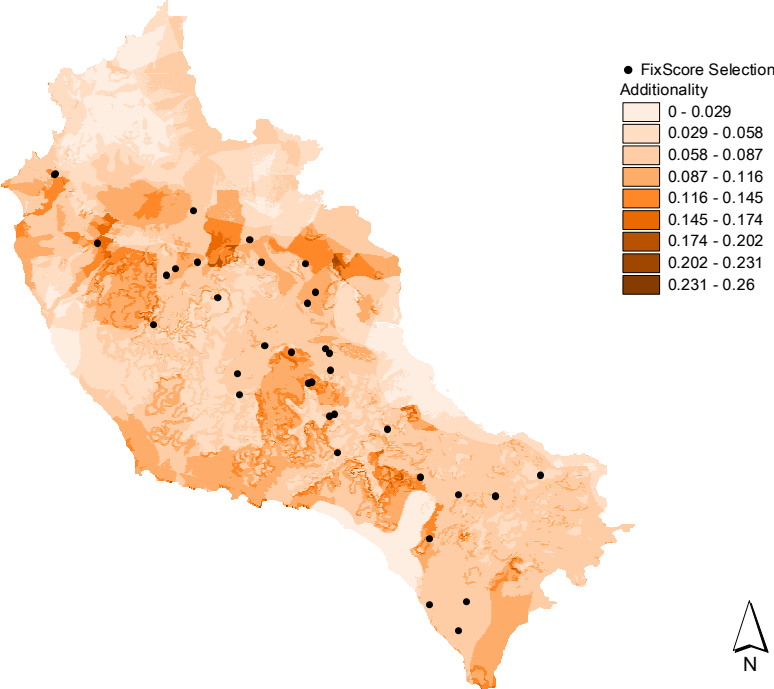 FixScore Selection
Additionality
0 - 0.029
0.029 - 0.058
0.058 - 0.087
0.087 - 0.116
0.116 - 0.145
0.145 - 0.174
0.174 - 0.202
0.202 - 0.231
0.231 - 0.26
N